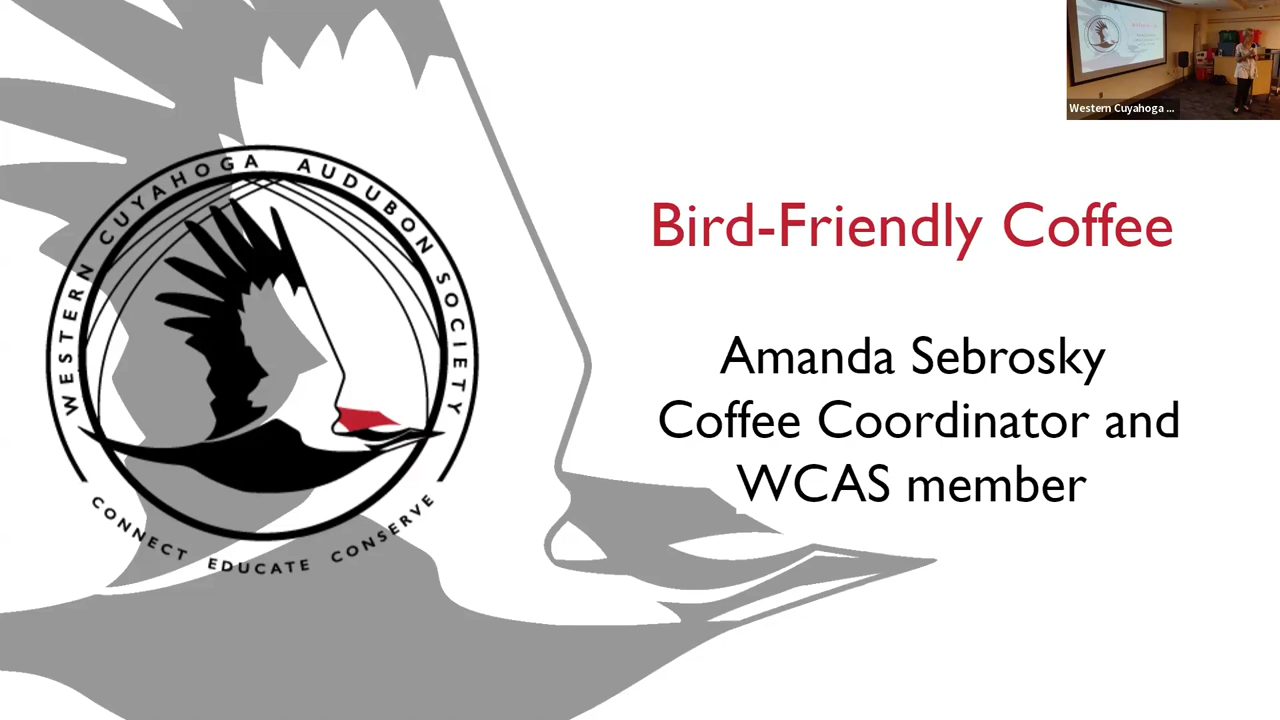 WESTERN CUYAHOGA AUDUBON SOCIETY
CONNECT EDUCATE CONSERVE
Bird-Friendly Coffee
Amanda Sebrosky
Coffee Coordinator and
WCAS member
Western Cuyahoga ...